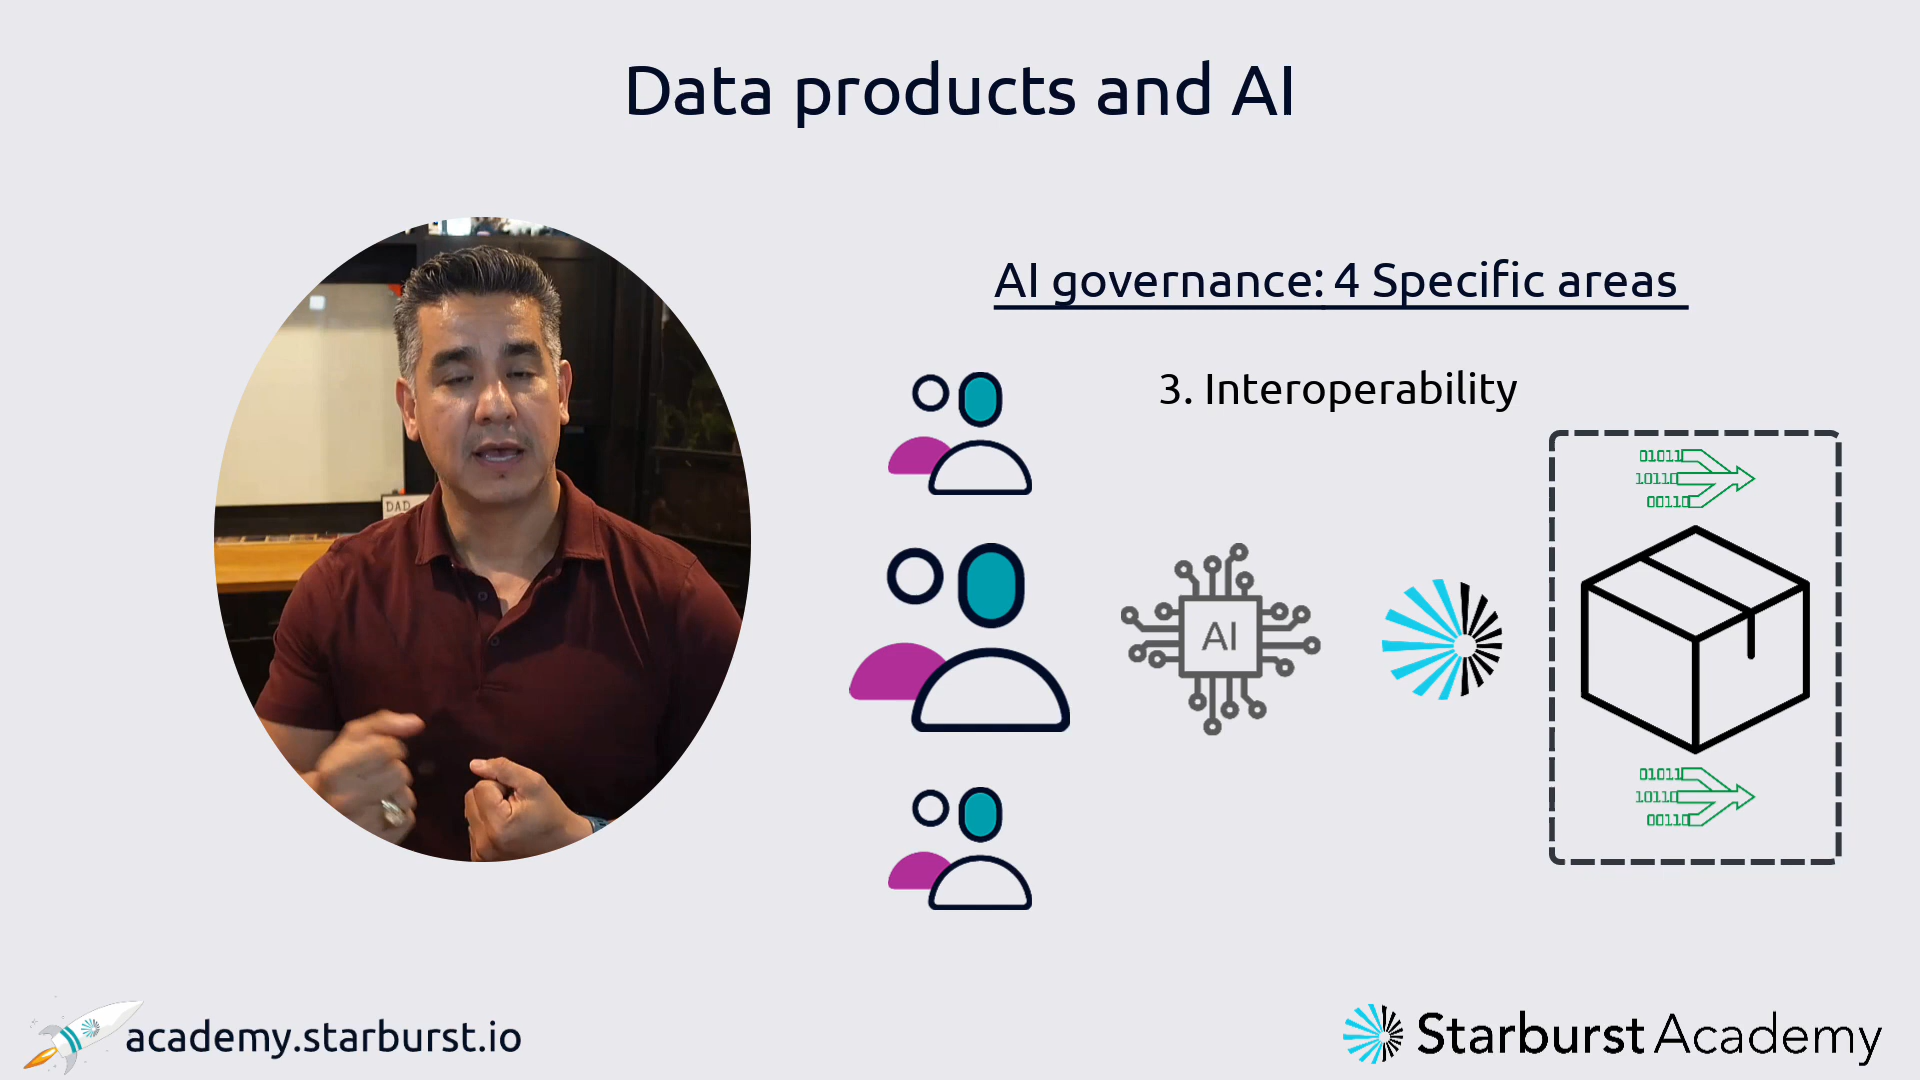 Data products and AI
AI governance: 4 Specific areas
3. Interoperability
DAD
AI
01011
10110
00110
01011
10110
00110
academy.starburst.io
Starburst Academy